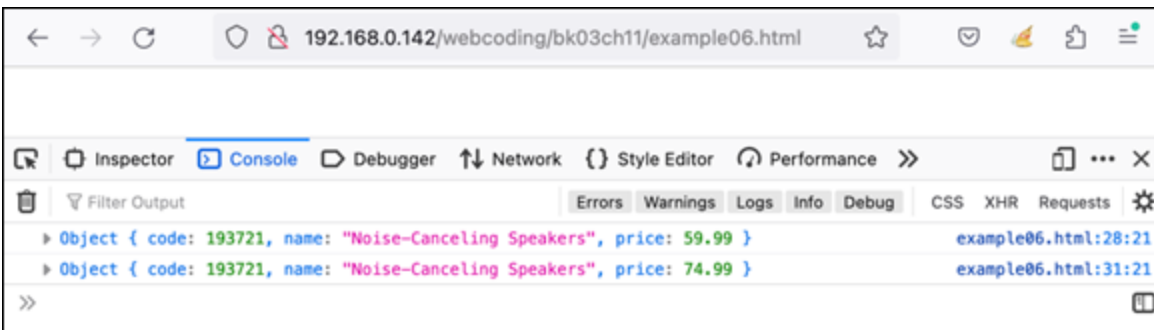 192.168.0.142/webcoding/bk03ch11/example06.html
Inspector Console Debugger Network {} Style Editor Performance >>
Filter Output Errors Warnings Logs Info Debug CSS XHR Requests
Object { code: 193721, name: "Noise-Canceling Speakers", price: 59.99 } example06.html:28:21
Object { code: 193721, name: "Noise-Canceling Speakers", price: 74.99 } example06.html:31:21
>>